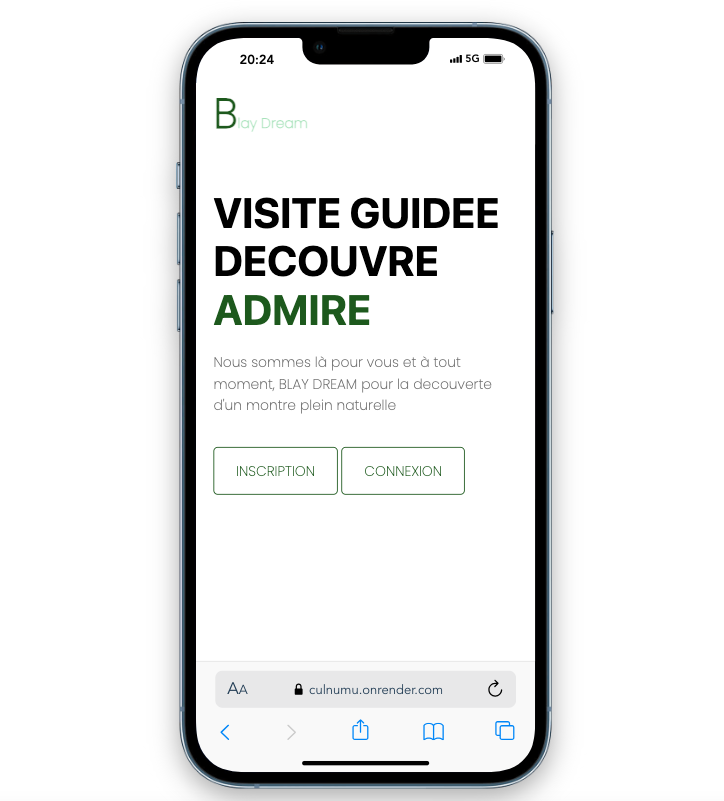 20:24 5G
Blay Dream
VISITE GUIDEE
DECOUVRE
ADMIRE
Nous sommes là pour vous et à tout
moment, BLAY DREAM pour la decouverte
d'un montre plein naturelle
INSCRIPTION CONNEXION
AA culnumu.onrender.com